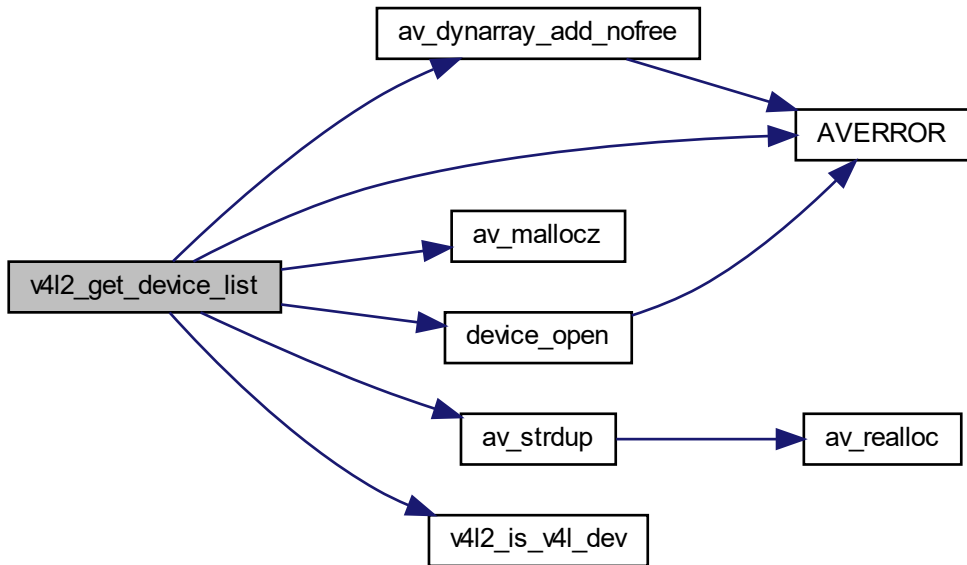 av_dynarray_add_nofree
AVERROR
av_mallocz
v4l2_get_device_list
device_open
av_strdup
av_realloc
v4l2_is_v4l_dev